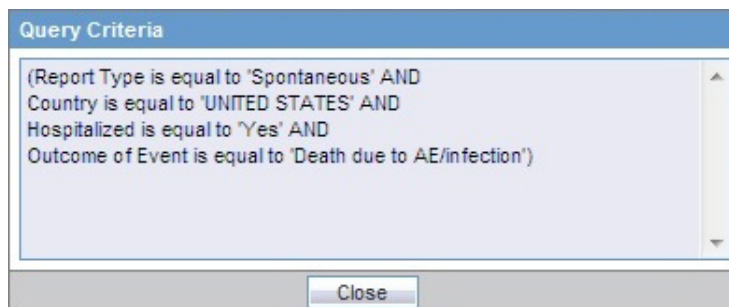 Query Criteria
(Report Type is equal to 'Spontaneous' AND
Country is equal to 'UNITED STATES' AND
Hospitalized is equal to 'Yes' AND
Outcome of Event is equal to 'Death due to AE/infection')
Close